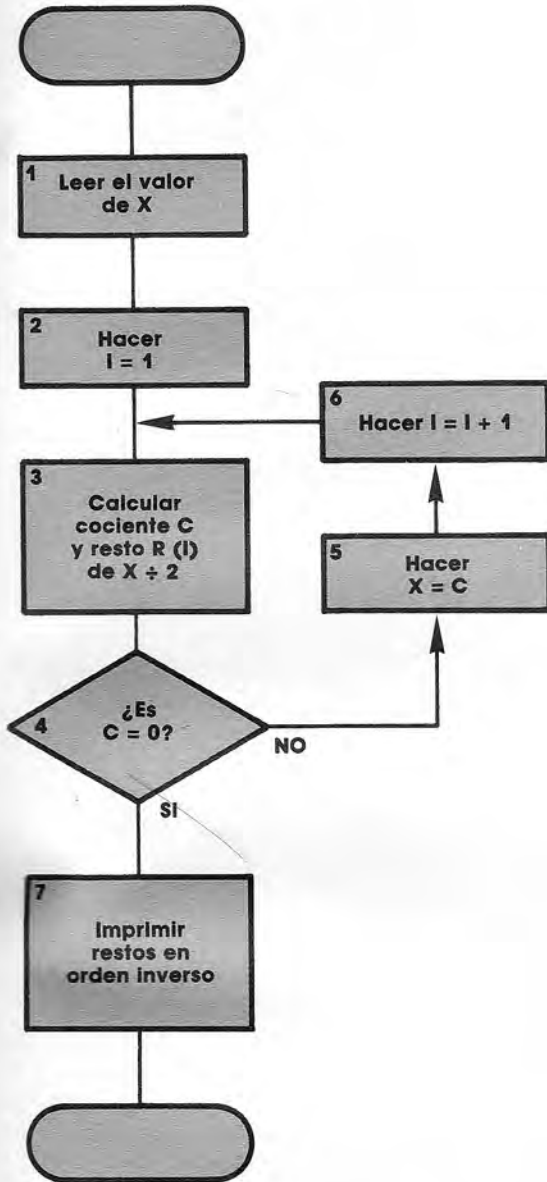 1
Leer el valor
de X
2
Hacer
I = 1
6
Hacer I = I + 1
3
Calcular
cociente C
y resto R (I)
de X ÷ 2
5
Hacer
X = C
4
¿Es
C = 0?
NO
SI
7
Imprimir
restos en
orden inverso